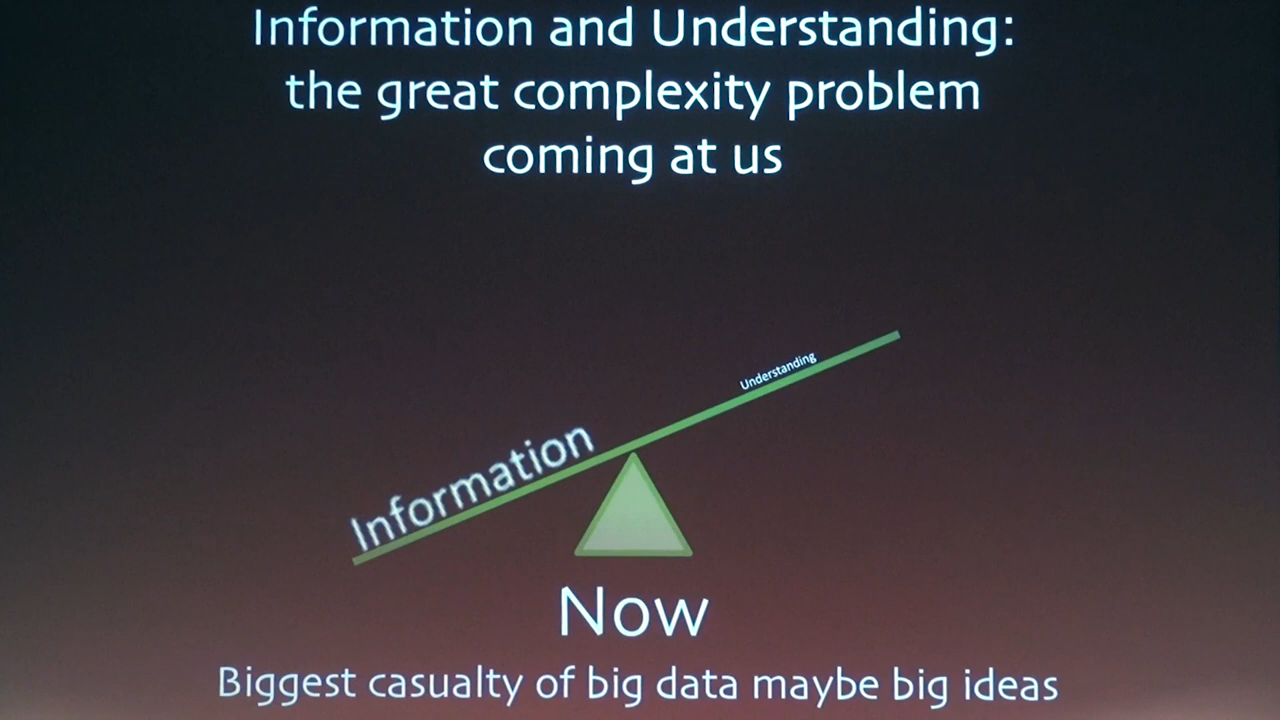 Information and Understanding:
the great complexity problem
coming at us
Understanding
Information
Now
Biggest casualty of big data maybe big ideas